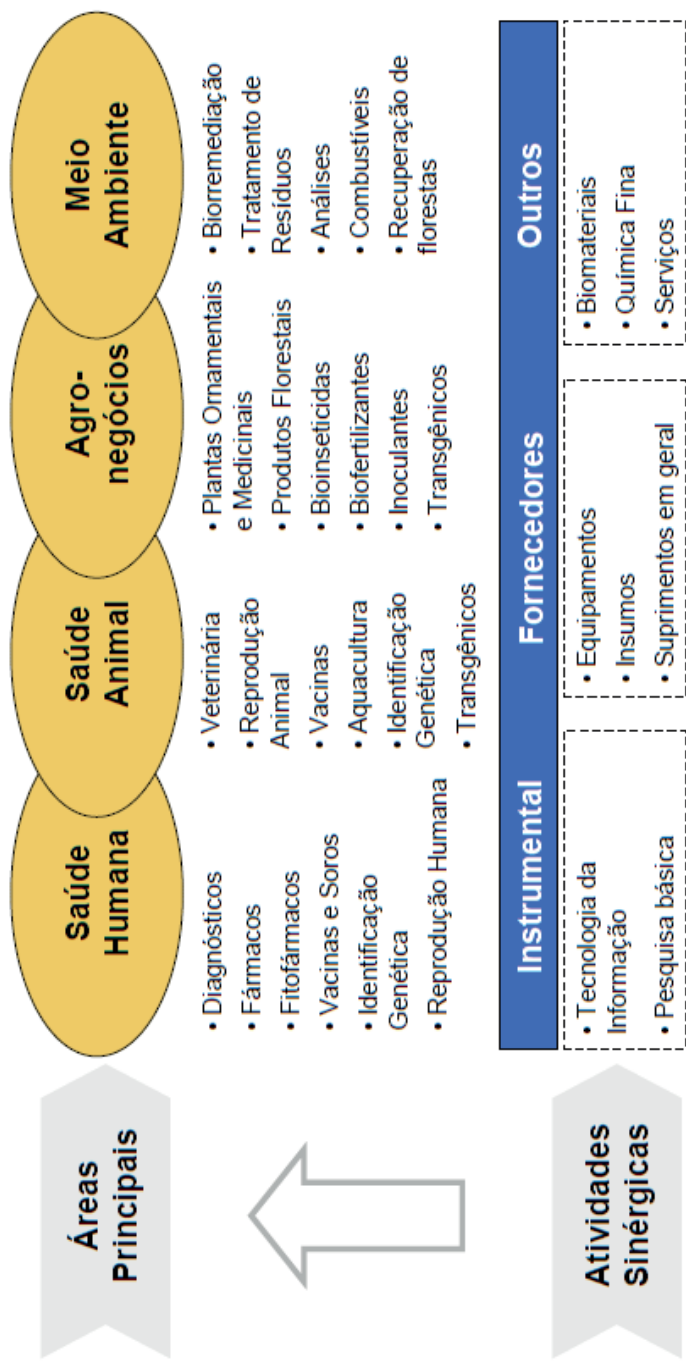 Áreas
Principais
Saúde
Humana
Saúde
Animal
Agro-
negócios
Meio
Ambiente
• Diagnósticos
• Fármacos
• Fitofármacos
• Vacinas e Soros
• Identificação
Genética
• Reprodução Humana
• Veterinária
• Reprodução
Animal
• Vacinas
• Aquacultura
• Identificação
Genética
• Transgênicos
• Plantas Ornamentais
e Medicinais
• Produtos Florestais
• Bioinseticidas
• Biofertilizantes
• Inoculantes
• Transgênicos
• Biorremediação
• Tratamento de
Resíduos
• Análises
• Combustíveis
• Recuperação de
florestas
Atividades
Sinérgicas
Instrumental
Fornecedores
Outros
• Tecnologia da
Informação
• Pesquisa básica
• Equipamentos
• Insumos
• Suprimentos em geral
• Biomateriais
• Química Fina
• Serviços